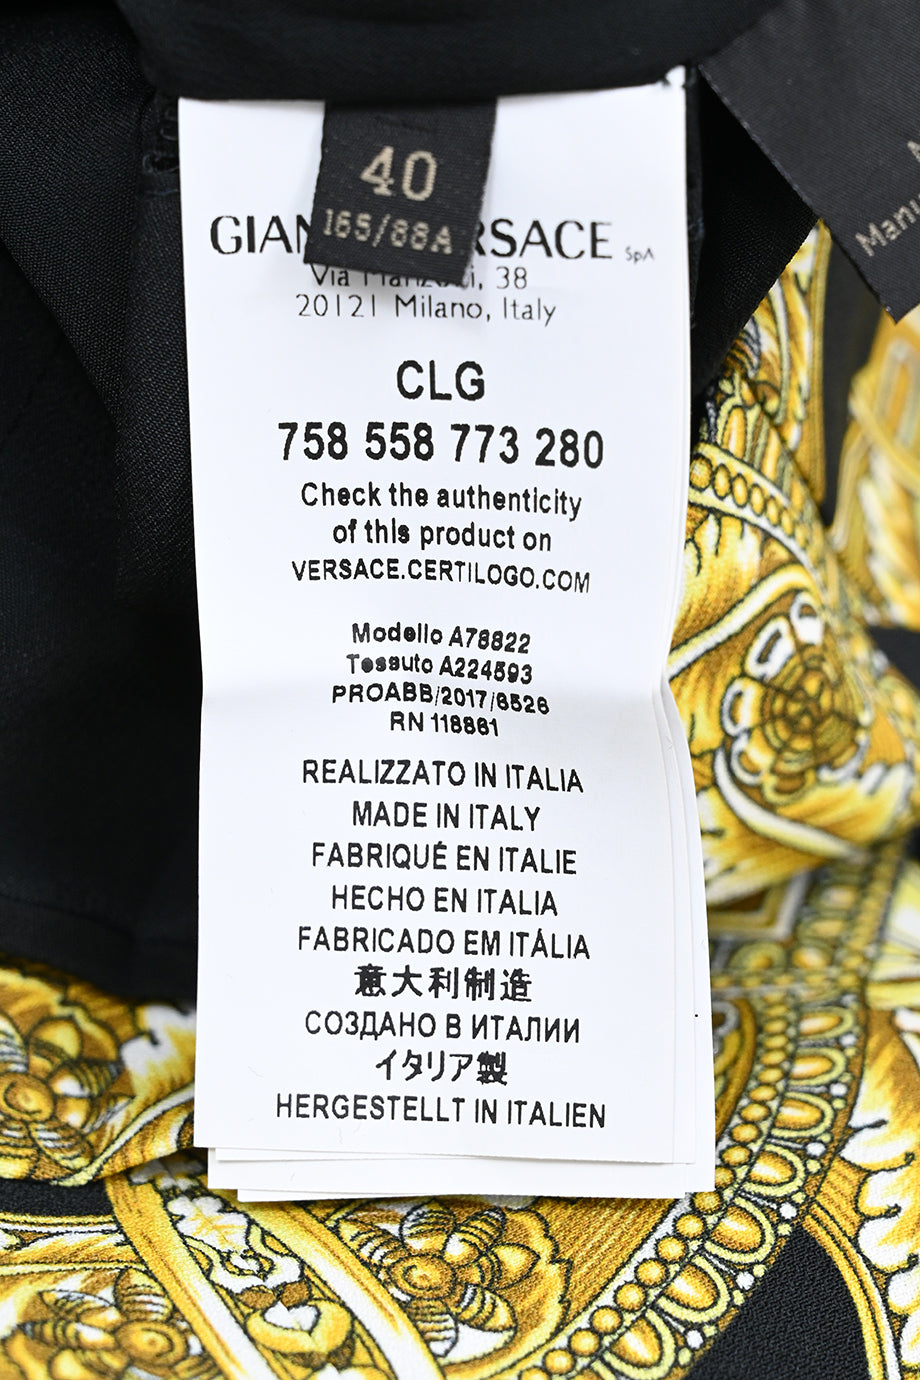 40
165/88A
GIAN RSACE SpA
Via Manzoni, 38
20121 Milano, Italy
CLG
758 558 773 280
Check the authenticity
of this product on
VERSACE.CERTILOGO.COM
Modello A78822
Tessuto A224593
PROABB/2017/6526
RN 118861
REALIZZATO IN ITALIA
MADE IN ITALY
FABRIQUÉ EN ITALIE
HECHO EN ITALIA
FABRICADO EM ITÁLIA
意大利制造
СОЗДАНО В ИТАЛИИ
イタリア製
HERGESTELLT IN ITALIEN